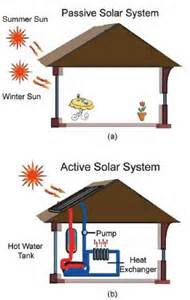 Passive Solar System
Summer Sun
Winter Sun
(a)
Active Solar System
Pump
Hot Water
Tank
Heat
Exchanger
(b)